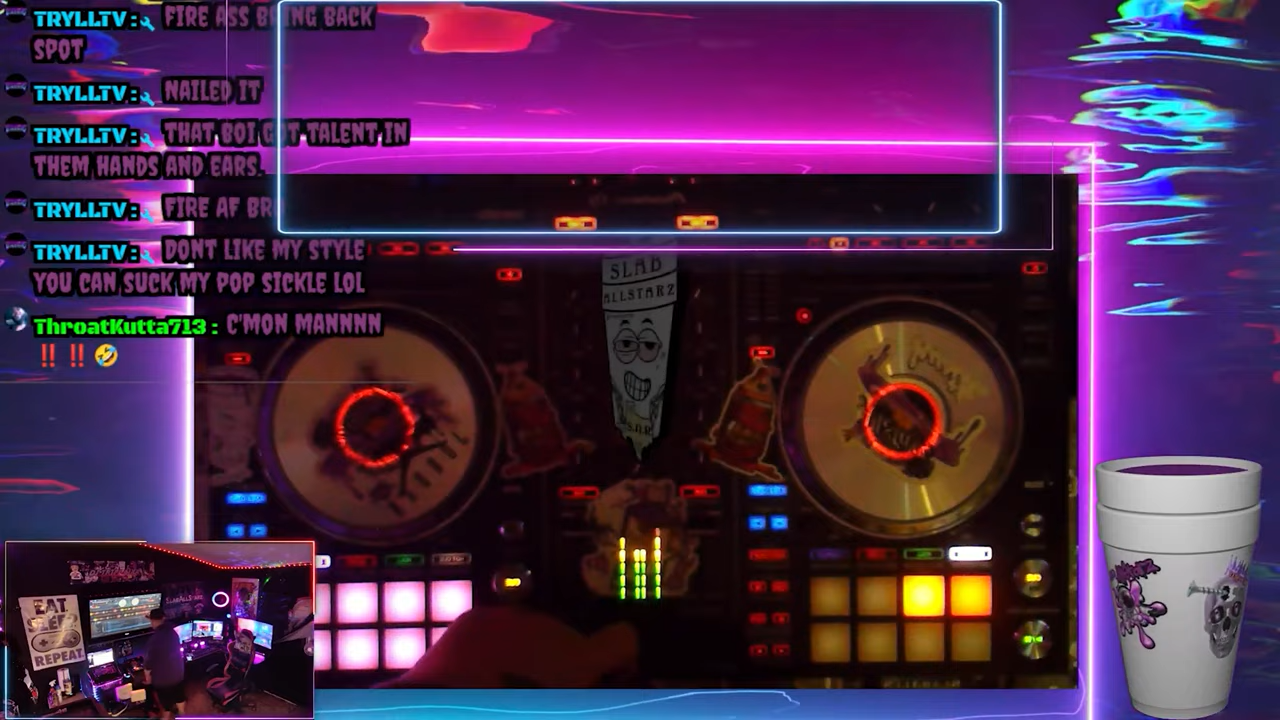 TRYLLTV : FIRE ASS BRING BACK
SPOT
TRYLLTV : NAILED IT
TRYLLTV : THAT BOI GOT TALENT IN
THEM HANDS AND EARS.
TRYLLTV : FIRE AF BR
TRYLLTV : DONT LIKE MY STYLE
YOU CAN SUCK MY POP SICKLE LOL
ThroatKutta713 : C'MON MANNNN
‼️ ‼️ 🤣
SLAB
ALLSTARZ
EAT
REPEAT